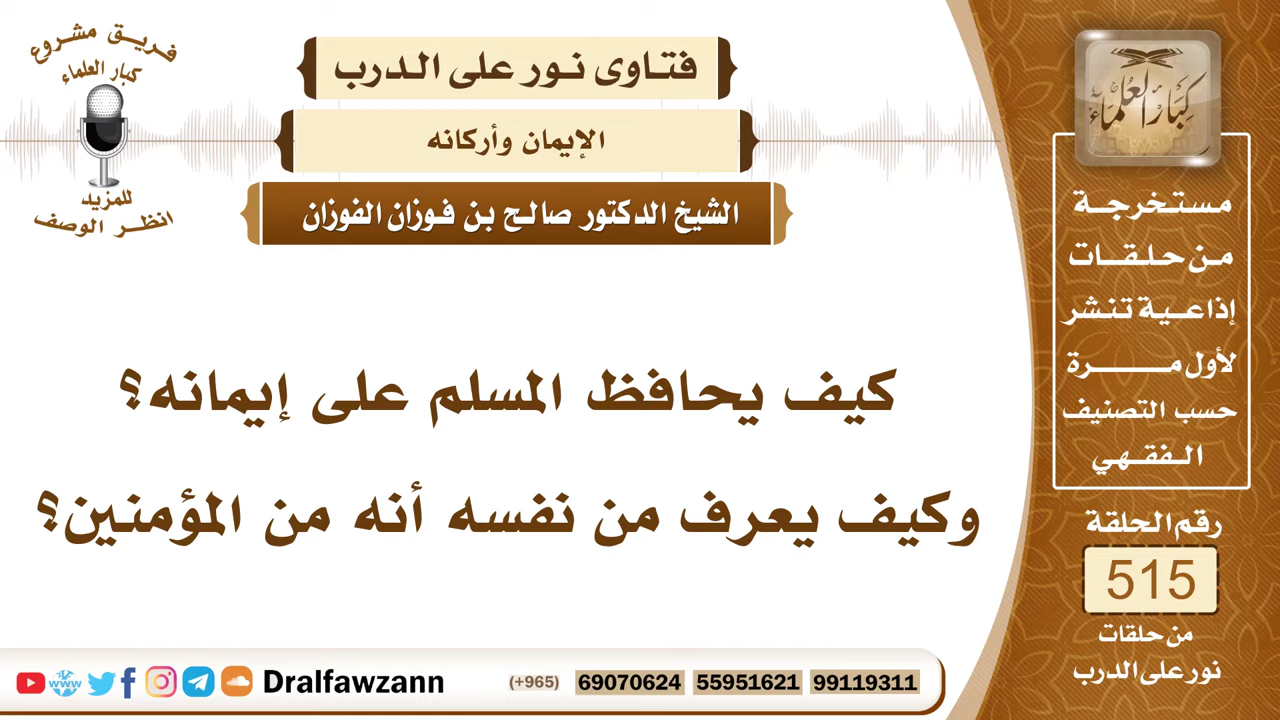 فريق مشروع
كبار العلماء
للمزيد
انظر الوصف
فتاوى نور على الدرب
الإيمان وأركانه
الشيخ الدكتور صالح بن فوزان الفوزان
كيف يحافظ المسلم على إيمانه؟
وكيف يعرف من نفسه أنه من المؤمنين؟
كبار العلماء
مستخرجة
من حلقات
إذاعية تنشر
لأول مرة
حسب التصنيف
الفقهي
رقم الحلقة
515
من حلقات
نور على الدرب
www
Dralfawzann
(+965) 69070624 55951621 99119311